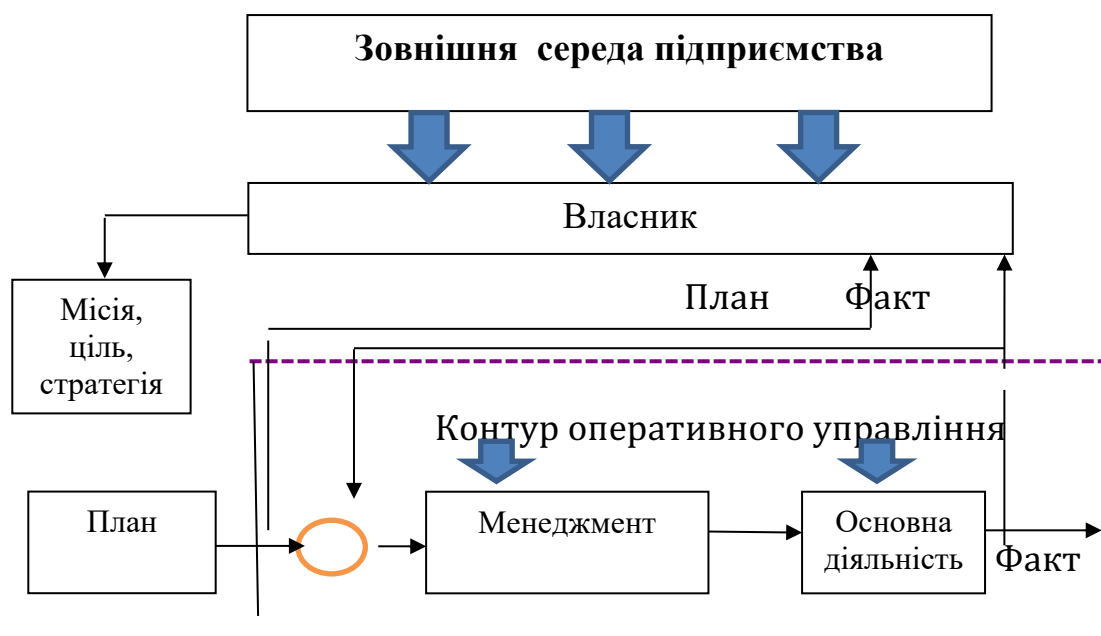 Зовнішня середа підприємства
Власник
Місія,
ціль,
стратегія
План Факт
Контур оперативного управління
План
Менеджмент
Основна
діяльність
Факт